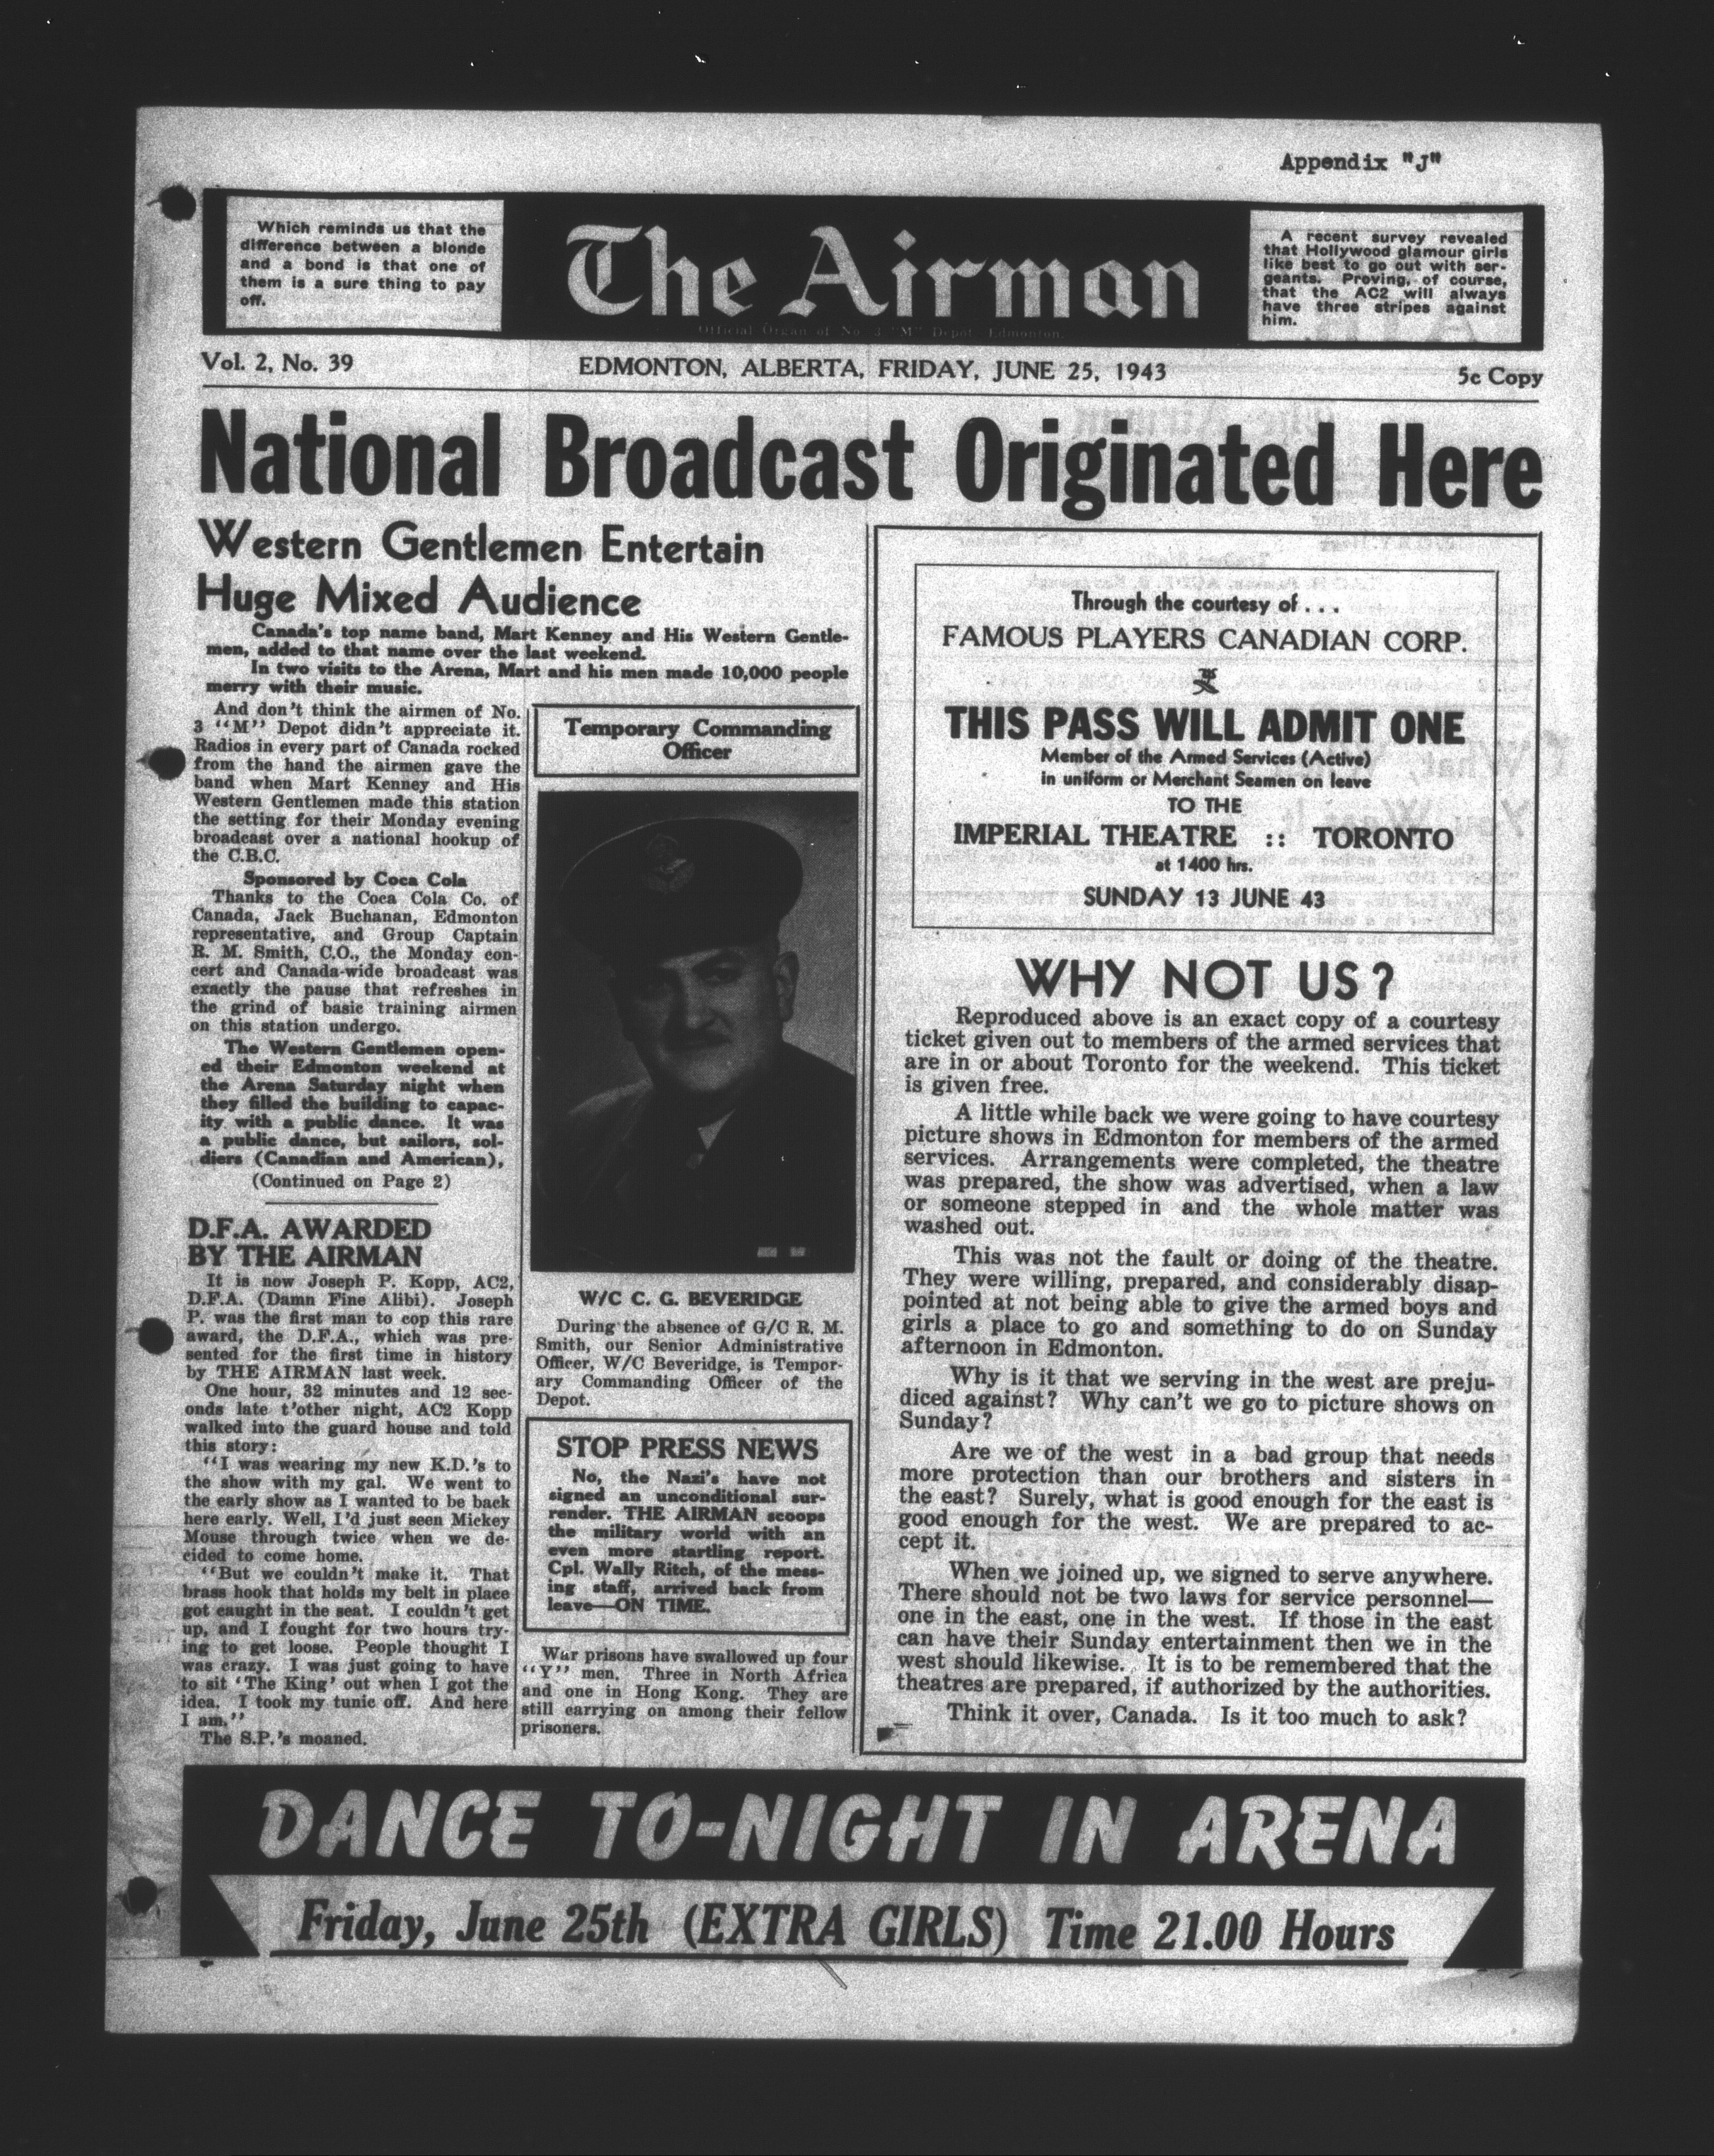 Appendix "J"
Which reminds us that the
difference between a blonde
and a bond is that one of
them is a sure thing to pay
off.
The Airman
Official Organ of No. 3 "M" Depot Edmonton.
A recent survey revealed
that Hollywood glamour girls
like best to go out with ser-
geants. Proving, of course,
that the AC2 will always
have three stripes against
him.
Vol. 2, No. 39
EDMONTON, ALBERTA, FRIDAY, JUNE 25, 1943
5c Copy
National Broadcast Originated Here
Western Gentlemen Entertain
Huge Mixed Audience
Canada's top name band, Mart Kenney and His Western Gentle-
men, added to that name over the last weekend.
In two visits to the Arena, Mart and his men made 10,000 people
merry with their music.
And don't think the airmen of No.
3 "M" Depot didn't appreciate it.
Radios in every part of Canada rocked
from the hand the airmen gave the
band when Mart Kenney and His
Western Gentlemen made this station
the setting for their Monday evening
broadcast over a national hookup of
the C.B.C.
Sponsored by Coca Cola
Thanks to the Coca Cola Co. of
Canada, Jack Buchanan, Edmonton
representative, and Group Captain
R. M. Smith, C.O., the Monday con-
cert and Canada-wide broadcast was
exactly the pause that refreshes in
the grind of basic training airmen
on this station undergo.
The Western Gentlemen open-
ed their Edmonton weekend at
the Arena Saturday night when
they filled the building to capac-
ity with a public dance. It was
a public dance, but sailors, sol-
diers (Canadian and American),
(Continued on Page 2)
D.F.A. AWARDED
BY THE AIRMAN
It is now Joseph P. Kopp, AC2,
D.F.A. (Damn Fine Alibi). Joseph
P. was the first man to cop this rare
award, the D.F.A., which was pre-
sented for the first time in history
by THE AIRMAN last week.
One hour, 32 minutes and 12 sec-
onds late t'other night, AC2 Kopp
walked into the guard house and told
this story:
"I was wearing my new K.D.'s to
the show with my gal. We went to
the early show as I wanted to be back
here early. Well, I'd just seen Mickey
Mouse through twice when we de-
cided to come home.
"But we couldn't make it. That
brass hook that holds my belt in place
got caught in the seat. I couldn't get
up, and I fought for two hours try-
ing to get loose. People thought I
was crazy. I was just going to have
to sit 'The King' out when I got the
idea. I took my tunic off. And here
I am."
The S.P.'s moaned.
Temporary Commanding
Officer
W/C C. G. BEVERIDGE
During the absence of G/C R. M.
Smith, our Senior Administrative
Officer, W/C Beveridge, is Tempor-
ary Commanding Officer of the
Depot.
STOP PRESS NEWS
No, the Nazi's have not
signed an unconditional sur-
render. THE AIRMAN scoops
the military world with an
even more startling report.
Cpl. Wally Ritch, of the mess-
ing staff, arrived back from
leave—ON TIME.
War prisons have swallowed up four
"Y" men. Three in North Africa
and one in Hong Kong. They are
still carrying on among their fellow
prisoners.
Through the courtesy of . . .
FAMOUS PLAYERS CANADIAN CORP.
THIS PASS WILL ADMIT ONE
Member of the Armed Services (Active)
in uniform or Merchant Seamen on leave
TO THE
IMPERIAL THEATRE :: TORONTO
at 1400 hrs.
SUNDAY 13 JUNE 43
WHY NOT US?
Reproduced above is an exact copy of a courtesy
ticket given out to members of the armed services that
are in or about Toronto for the weekend. This ticket
is given free.
A little while back we were going to have courtesy
picture shows in Edmonton for members of the armed
services. Arrangements were completed, the theatre
was prepared, the show was advertised, when a law
or someone stepped in and the whole matter was
washed out.
This was not the fault or doing of the theatre.
They were willing, prepared, and considerably disap-
pointed at not being able to give the armed boys and
girls a place to go and something to do on Sunday
afternoon in Edmonton.
Why is it that we serving in the west are preju-
diced against? Why can't we go to picture shows on
Sunday?
Are we of the west in a bad group that needs
more protection than our brothers and sisters in
the east? Surely, what is good enough for the east is
good enough for the west. We are prepared to ac-
cept it.
When we joined up, we signed to serve anywhere.
There should not be two laws for service personnel—
one in the east, one in the west. If those in the east
can have their Sunday entertainment then we in the
west should likewise. It is to be remembered that the
theatres are prepared, if authorized by the authorities.
Think it over, Canada. Is it too much to ask?
DANCE TO-NIGHT IN ARENA
Friday, June 25th (EXTRA GIRLS) Time 21.00 Hours